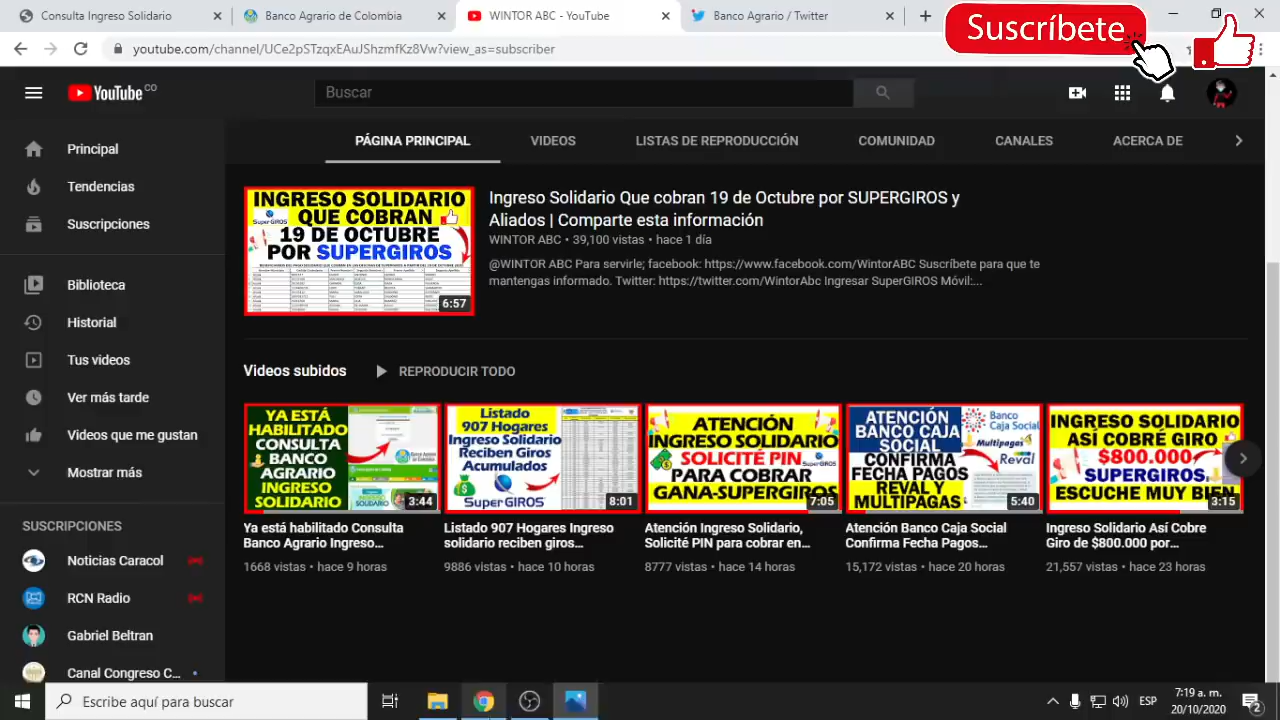 Consulta Ingreso Solidario
Banco Agrario de Colombia
WINTOR ABC - YouTube
Banco Agrario / Twitter
Suscríbete
youtube.com/channel/UCe2pSTzqxEAuJShzmfKz8Vw?view_as=subscriber
YouTube CO
Buscar
PÁGINA PRINCIPAL
VIDEOS
LISTAS DE REPRODUCCIÓN
COMUNIDAD
CANALES
ACERCA DE
Principal
Tendencias
Suscripciones
Biblioteca
Historial
Tus videos
Ver más tarde
Videos que me gustan
Mostrar más
SUSCRIPCIONES
Noticias Caracol
RCN Radio
Gabriel Beltran
Canal Congreso C...
INGRESO SOLIDARIO
QUE COBRAN
SuperGIROS
19 DE OCTUBRE
POR SUPERGIROS
6:57
Ingreso Solidario Que cobran 19 de Octubre por SUPERGIROS y
Aliados | Comparte esta información
WINTOR ABC • 39,100 vistas • hace 1 día
@WINTOR ABC Para servirle; facebook: Suscríbete para que te
mantengas informado. Twitter: SuperGIROS Móvil:...
Videos subidos
REPRODUCIR TODO
YA ESTÁ
HABILITADO
CONSULTA
BANCO
AGRARIO
INGRESO
SOLIDARIO
3:44
Ya está habilitado Consulta
Banco Agrario Ingreso...
1668 vistas • hace 9 horas
Listado
907 Hogares
Ingreso Solidario
Reciben Giros
Acumulados
SuperGIROS
8:01
Listado 907 Hogares Ingreso
solidario reciben giros...
9886 vistas • hace 10 horas
ATENCIÓN
INGRESO SOLIDARIO
SOLICITÉ PIN
SuperGIROS
PARA COBRAR
GANA-SUPERGIROS
7:05
Atención Ingreso Solidario,
Solicité PIN para cobrar en...
8777 vistas • hace 14 horas
ATENCIÓN
BANCO CAJA
SOCIAL
CONFIRMA
FECHA PAGOS
REVAL Y
MULTIPAGAS
Banco
Caja Social
Multipagas
Reval
5:40
Atención Banco Caja Social
Confirma Fecha Pagos...
15,172 vistas • hace 20 horas
INGRESO SOLIDARIO
ASÍ COBRÉ GIRO
$800.000
SUPERGIROS.
ESCUCHE MUY BIEN
3:15
Ingreso Solidario Así Cobre
Giro de $800.000 por...
21,557 vistas • hace 23 horas
Escribe aquí para buscar
ESP
7:19 a. m.
20/10/2020
2